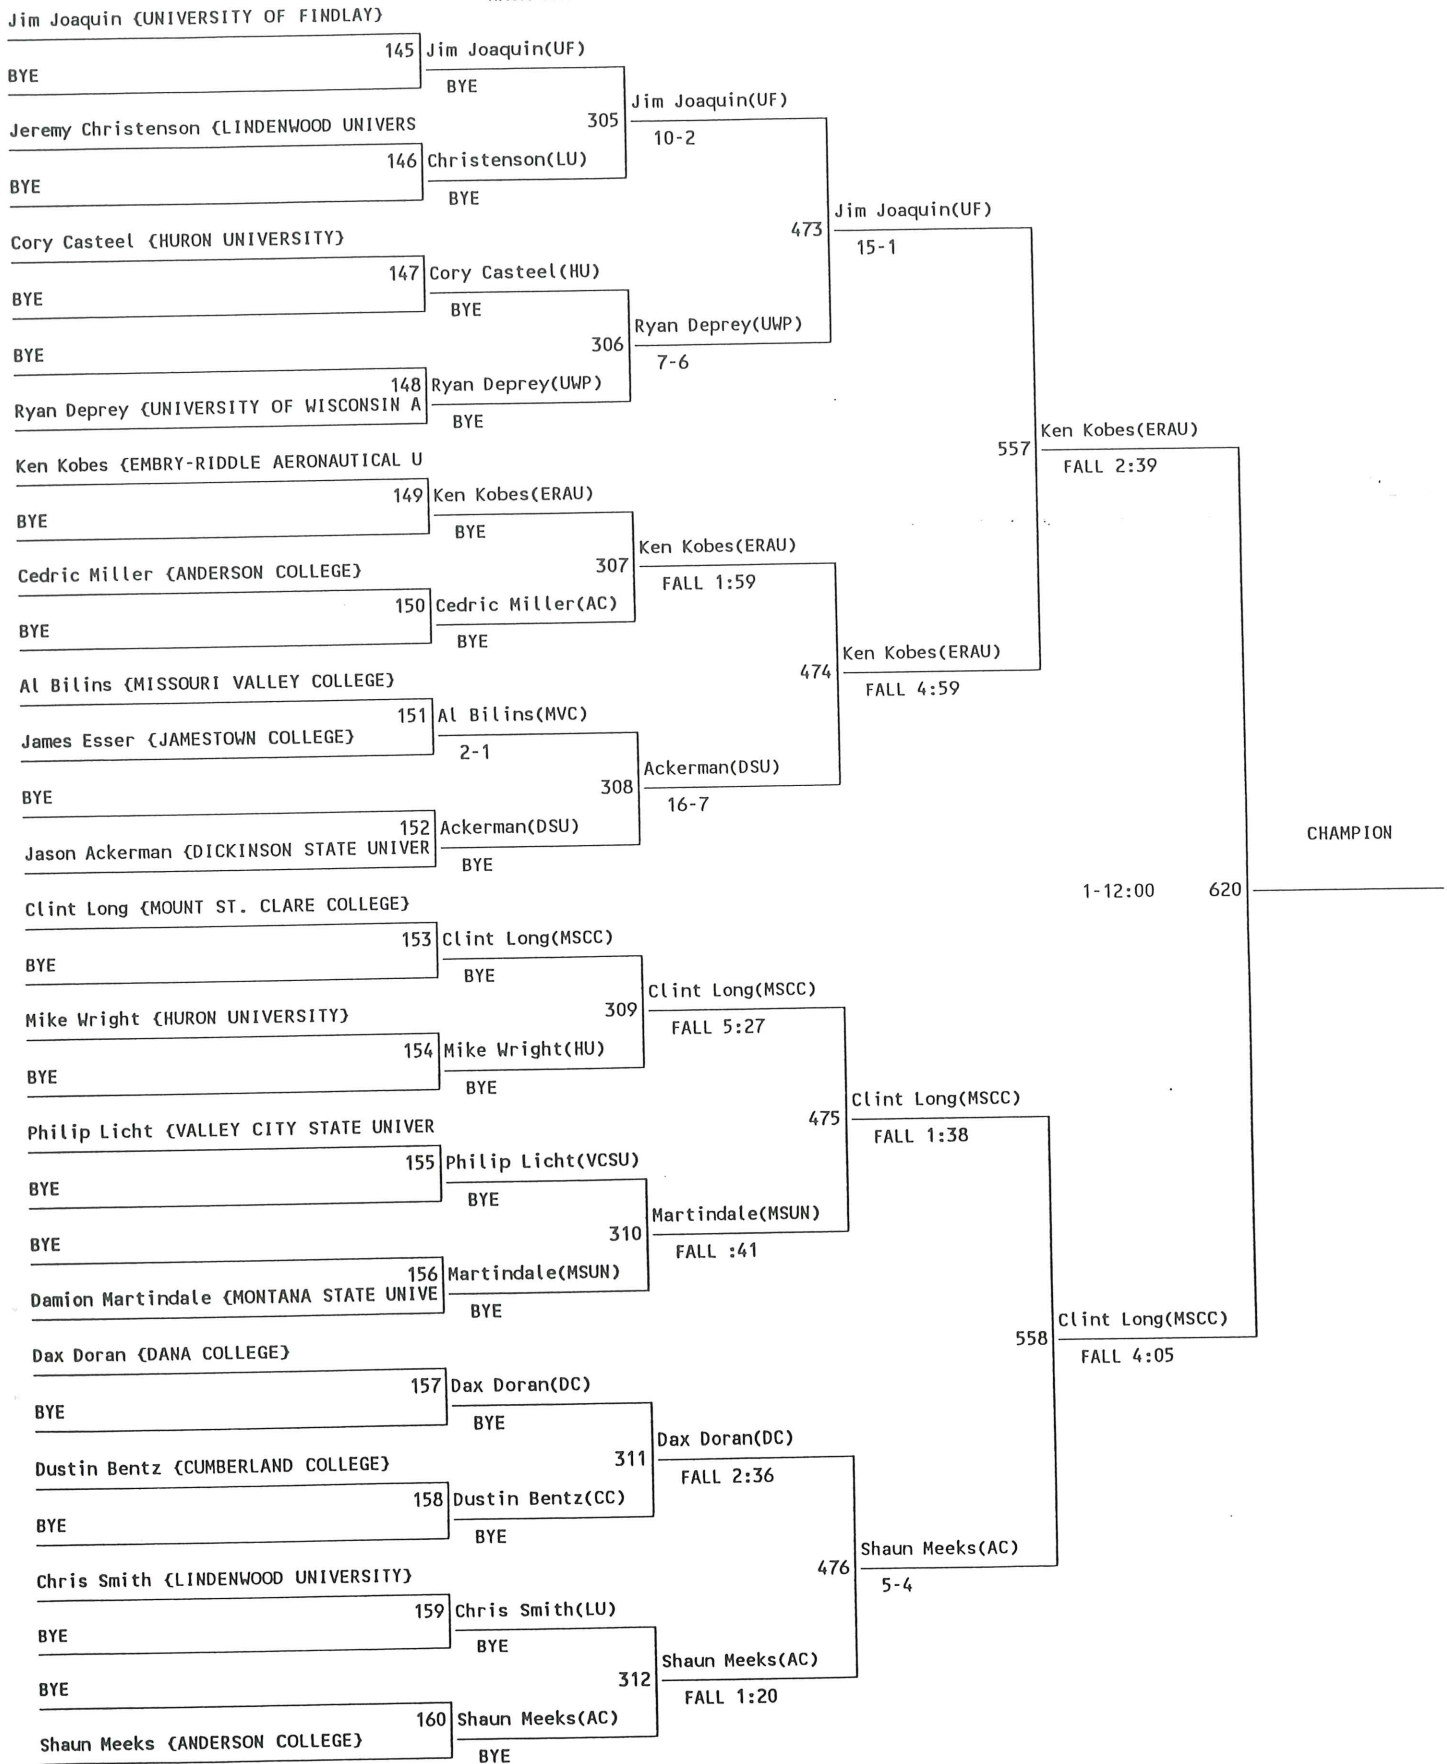 Jim Joaquin {UNIVERSITY OF FINDLAY}
145 Jim Joaquin(UF)
BYE
BYE
Jim Joaquin(UF)
305
10-2
Jeremy Christenson {LINDENWOOD UNIVERS
146 Christenson(LU)
BYE
BYE
Jim Joaquin(UF)
473
15-1
Cory Casteel {HURON UNIVERSITY}
147 Cory Casteel(HU)
BYE
BYE
Ryan Deprey(UWP)
306
7-6
BYE
148 Ryan Deprey(UWP)
Ryan Deprey {UNIVERSITY OF WISCONSIN A
BYE
Ken Kobes(ERAU)
557
FALL 2:39
Ken Kobes {EMBRY-RIDDLE AERONAUTICAL U
149 Ken Kobes(ERAU)
BYE
BYE
Ken Kobes(ERAU)
307
FALL 1:59
Cedric Miller {ANDERSON COLLEGE}
150 Cedric Miller(AC)
BYE
BYE
Ken Kobes(ERAU)
474
FALL 4:59
Al Bilins {MISSOURI VALLEY COLLEGE}
151 Al Bilins(MVC)
James Esser {JAMESTOWN COLLEGE}
2-1
Ackerman(DSU)
308
16-7
BYE
152 Ackerman(DSU)
Jason Ackerman {DICKINSON STATE UNIVER
BYE
CHAMPION
1-12:00 620
Clint Long {MOUNT ST. CLARE COLLEGE}
153 Clint Long(MSCC)
BYE
BYE
Clint Long(MSCC)
309
FALL 5:27
Mike Wright {HURON UNIVERSITY}
154 Mike Wright(HU)
BYE
BYE
Clint Long(MSCC)
475
FALL 1:38
Philip Licht {VALLEY CITY STATE UNIVER
155 Philip Licht(VCSU)
BYE
BYE
Martindale(MSUN)
310
FALL :41
BYE
156 Martindale(MSUN)
Damion Martindale {MONTANA STATE UNIVE
BYE
Clint Long(MSCC)
558
FALL 4:05
Dax Doran {DANA COLLEGE}
157 Dax Doran(DC)
BYE
BYE
Dax Doran(DC)
311
FALL 2:36
Dustin Bentz {CUMBERLAND COLLEGE}
158 Dustin Bentz(CC)
BYE
BYE
Shaun Meeks(AC)
476
5-4
Chris Smith {LINDENWOOD UNIVERSITY}
159 Chris Smith(LU)
BYE
BYE
Shaun Meeks(AC)
312
FALL 1:20
BYE
160 Shaun Meeks(AC)
Shaun Meeks {ANDERSON COLLEGE}
BYE